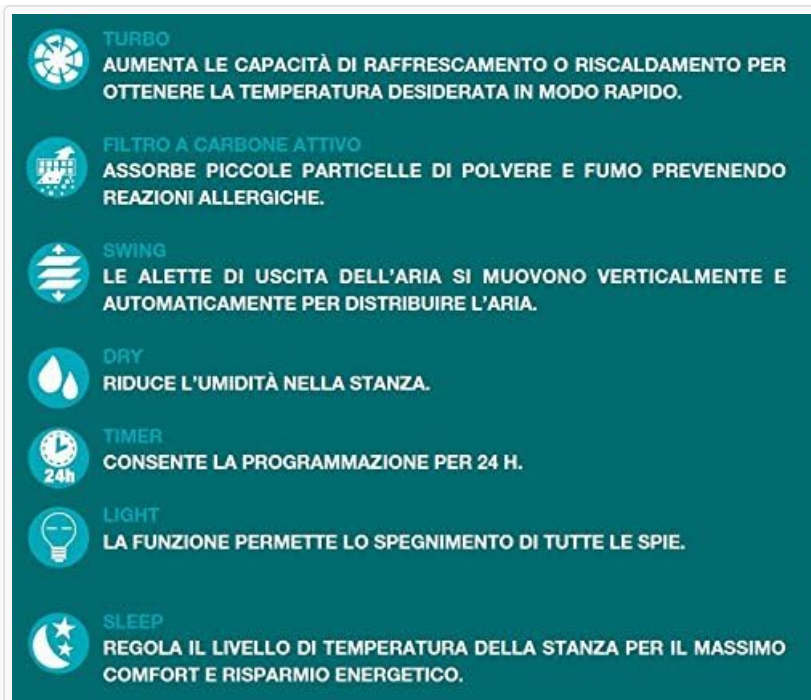 TURBO
AUMENTA LE CAPACITÀ DI RAFFRESCAMENTO O RISCALDAMENTO PER
OTTENERE LA TEMPERATURA DESIDERATA IN MODO RAPIDO.
FILTRO A CARBONE ATTIVO
ASSORBE PICCOLE PARTICELLE DI POLVERE E FUMO PREVENENDO
REAZIONI ALLERGICHE.
SWING
LE ALETTE DI USCITA DELL'ARIA SI MUOVONO VERTICALMENTE E
AUTOMATICAMENTE PER DISTRIBUIRE L'ARIA.
DRY
RIDUCE L'UMIDITÀ NELLA STANZA.
TIMER
24h
CONSENTE LA PROGRAMMAZIONE PER 24 H.
LIGHT
LA FUNZIONE PERMETTE LO SPEGNIMENTO DI TUTTE LE SPIE.
SLEEP
REGOLA IL LIVELLO DI TEMPERATURA DELLA STANZA PER IL MASSIMO
COMFORT E RISPARMIO ENERGETICO.